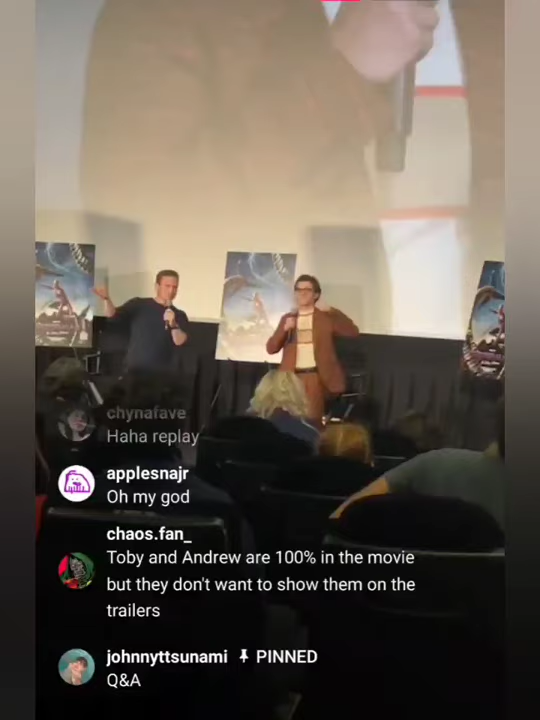 chynafave
Haha replay
applesnajr
Oh my god
chaos.fan_
Toby and Andrew are 100% in the movie
but they don't want to show them on the
trailers
johnnyttsunami PINNED
Q&A